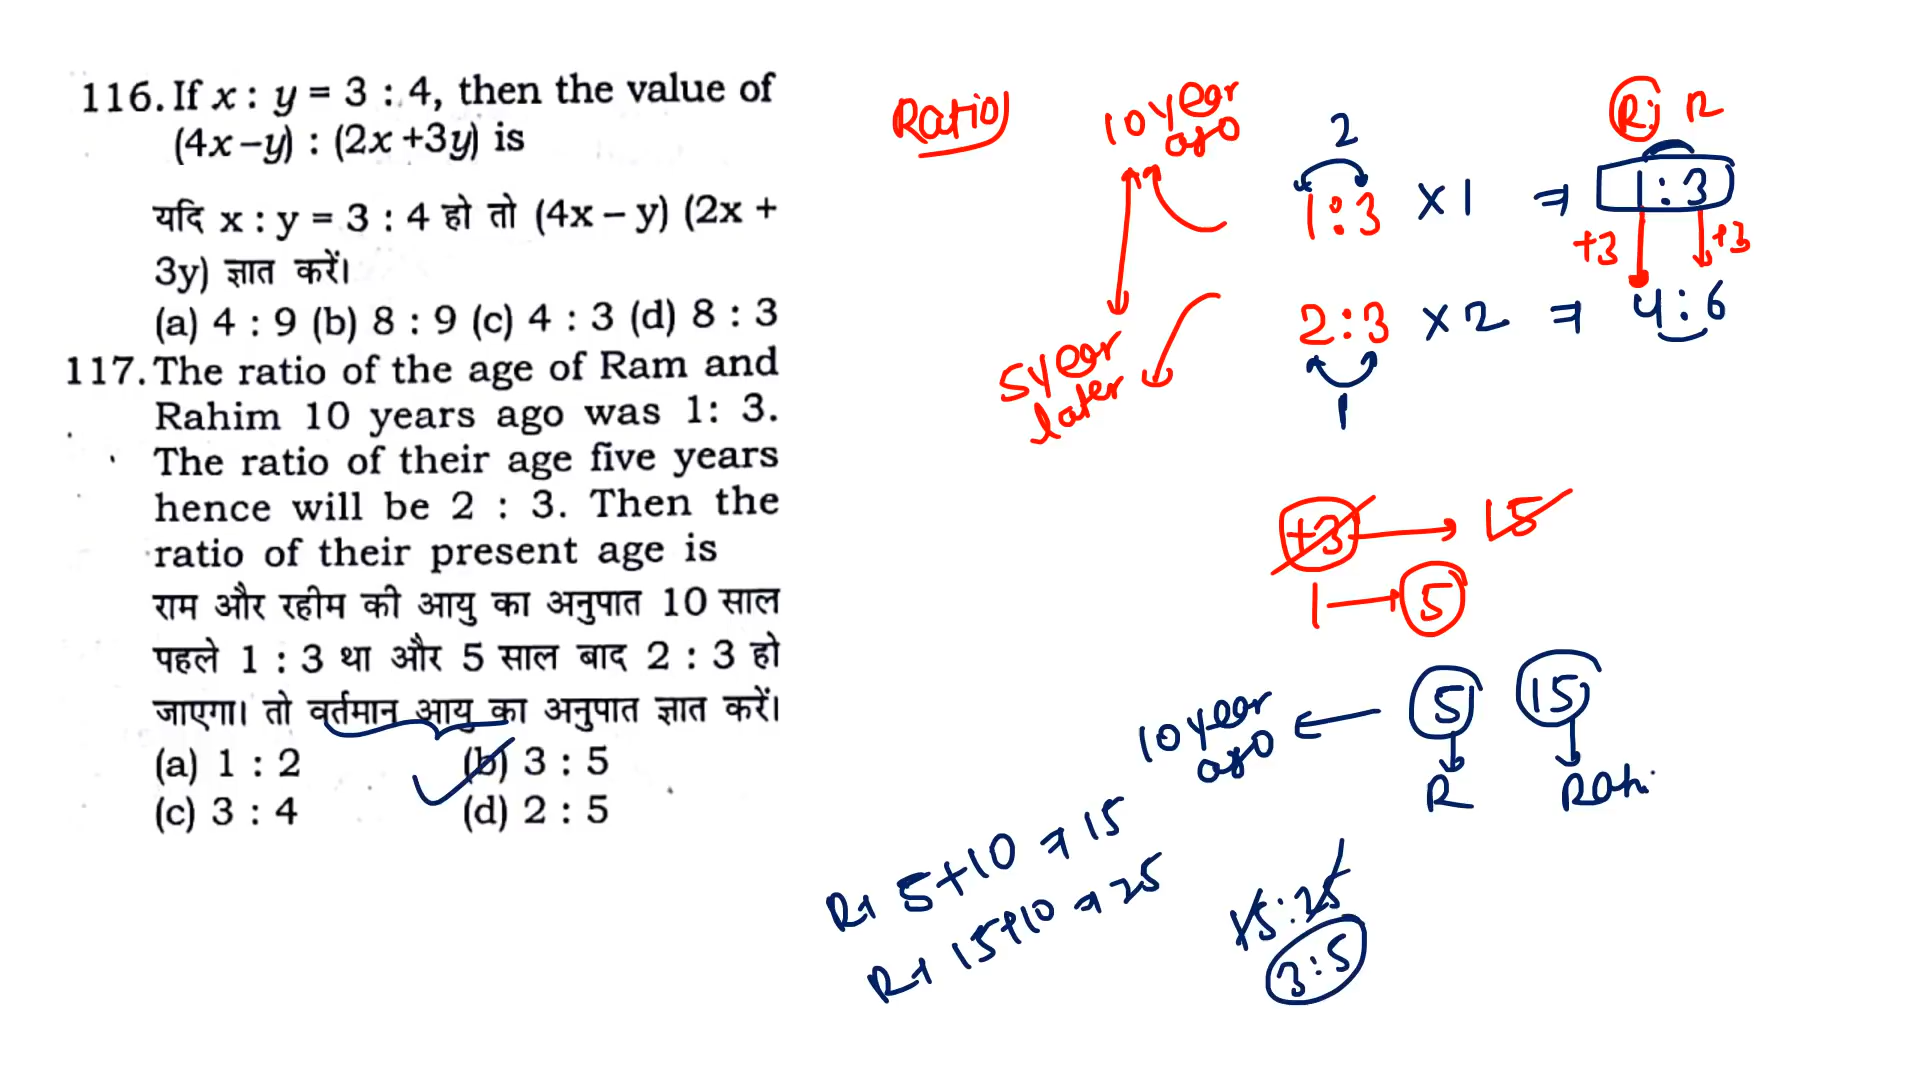 116. If x : y = 3 : 4, then the value of
(4x – y) : (2x +3y) is
यदि x : y = 3 : 4 हो तो (4x – y) (2x +
3y) ज्ञात करें।
(a) 4 : 9 (b) 8 : 9 (c) 4 : 3 (d) 8 : 3
117. The ratio of the age of Ram and
Rahim 10 years ago was 1: 3.
The ratio of their age five years
hence will be 2 : 3. Then the
ratio of their present age is
राम और रहीम की आयु का अनुपात 10 साल
पहले 1 : 3 था और 5 साल बाद 2 : 3 हो
जाएगा। तो वर्तमान आयु का अनुपात ज्ञात करें।
(a) 1 : 2 (b) 3 : 5
(c) 3 : 4 (d) 2 : 5
Ratio
10 year
ago
2
1 : 3 × 1 ⇒ 1 : 3
R : R
+3 +3
2 : 3 × 2 ⇒ 4 : 6
1
5 year
later
+3 → 15
1 → 5
10 year
ago ← 5 15
R Rahi
5+10 ⇒ 15
15+10 ⇒ 25
15 : 25
3 : 5